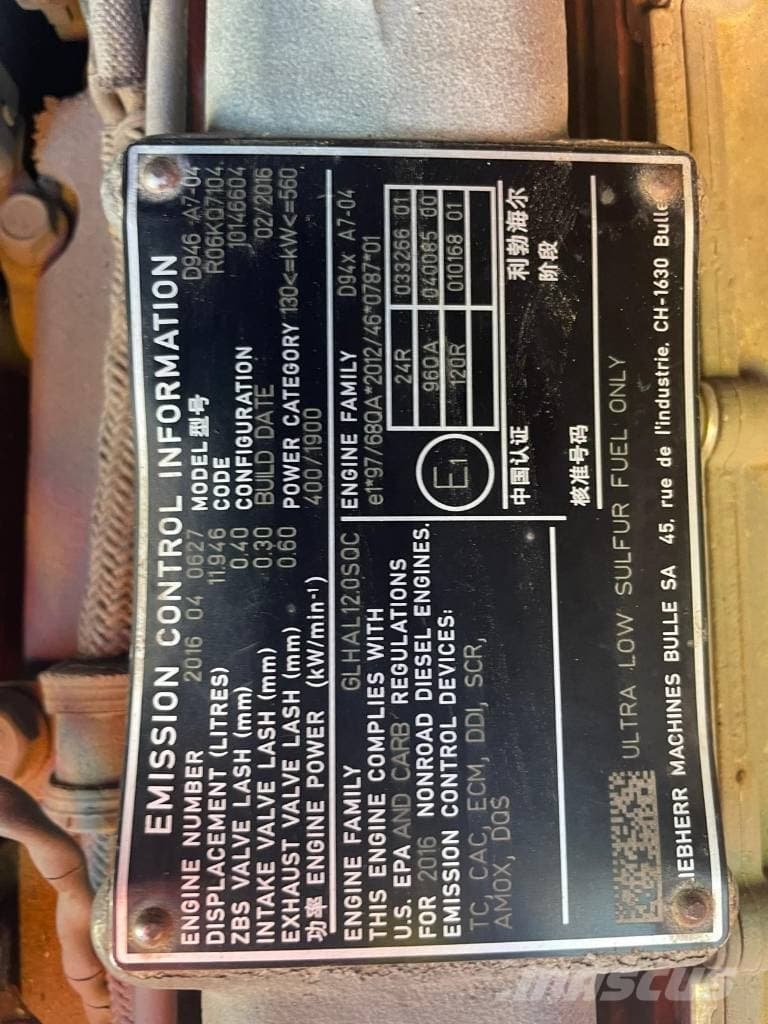 EMISSION CONTROL INFORMATION
ENGINE NUMBER 2016 04 0627 MODEL 型号 D946 A7-04
DISPLACEMENT (LITRES) 11.946 CODE R06KQ7104
ZBS VALVE LASH (mm) 0.40 CONFIGURATION 10146604
INTAKE VALVE LASH (mm) 0.30 BUILD DATE 02/2016
EXHAUST VALVE LASH (mm) 0.60 POWER CATEGORY 130<=kW<=560
功率 ENGINE POWER (kW/min-¹) 400/1900
ENGINE FAMILY GLHAL12.0SQC
THIS ENGINE COMPLIES WITH
U.S. EPA AND CARB REGULATIONS
FOR 2016 NONROAD DIESEL ENGINES.
EMISSION CONTROL DEVICES:
TC, CAC, ECM, DDI, SCR,
AMOX, DQS
ENGINE FAMILY D94x A7-04
e1*97/68QA*2012/46*0787*01
E1
24R 033266 01
96QA 040085 00
120R 010168 01
中国认证 利勃海尔
阶段
核准号码
ULTRA LOW SULFUR FUEL ONLY
LIEBHERR MACHINES BULLE SA 45, rue de l'industrie, CH-1630 Bulle
MASCUS